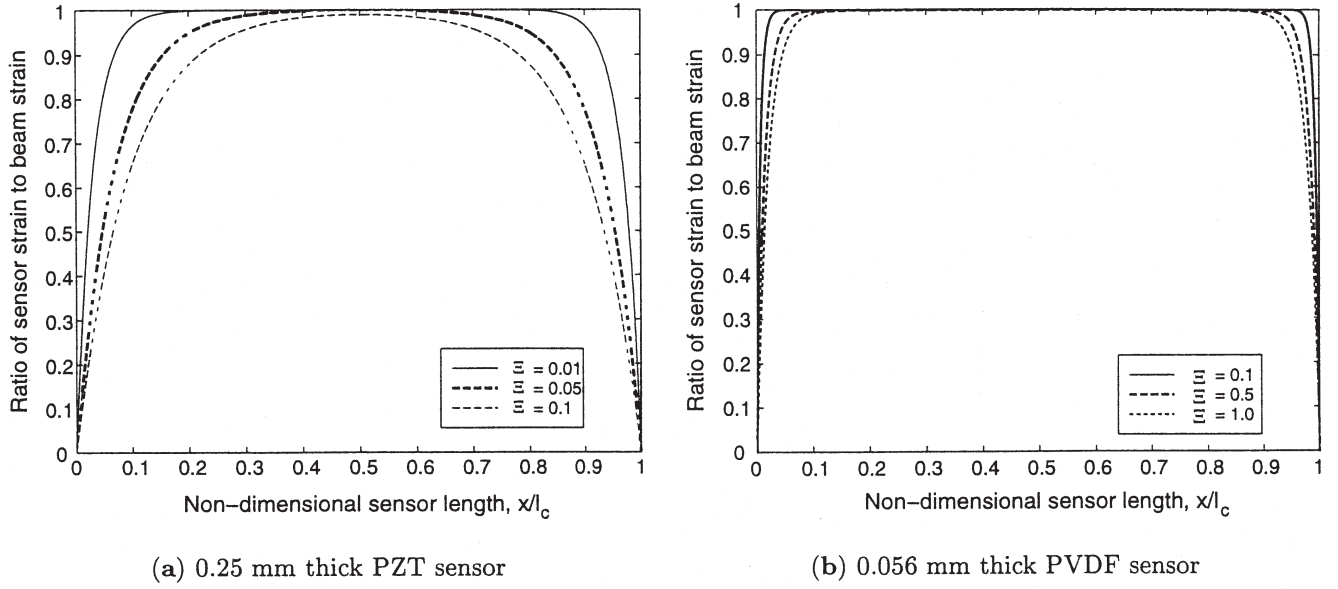 Ratio of sensor strain to beam strain
1
0.9
0.8
0.7
0.6
0.5
0.4
0.3
0.2
0.1
0
0 0.1 0.2 0.3 0.4 0.5 0.6 0.7 0.8 0.9 1
Non-dimensional sensor length, x/l_c
Ξ = 0.01
Ξ = 0.05
Ξ = 0.1
(a) 0.25 mm thick PZT sensor
Ratio of sensor strain to beam strain
1
0.9
0.8
0.7
0.6
0.5
0.4
0.3
0.2
0.1
0
0 0.1 0.2 0.3 0.4 0.5 0.6 0.7 0.8 0.9 1
Non-dimensional sensor length, x/l_c
Ξ = 0.1
Ξ = 0.5
Ξ = 1.0
(b) 0.056 mm thick PVDF sensor